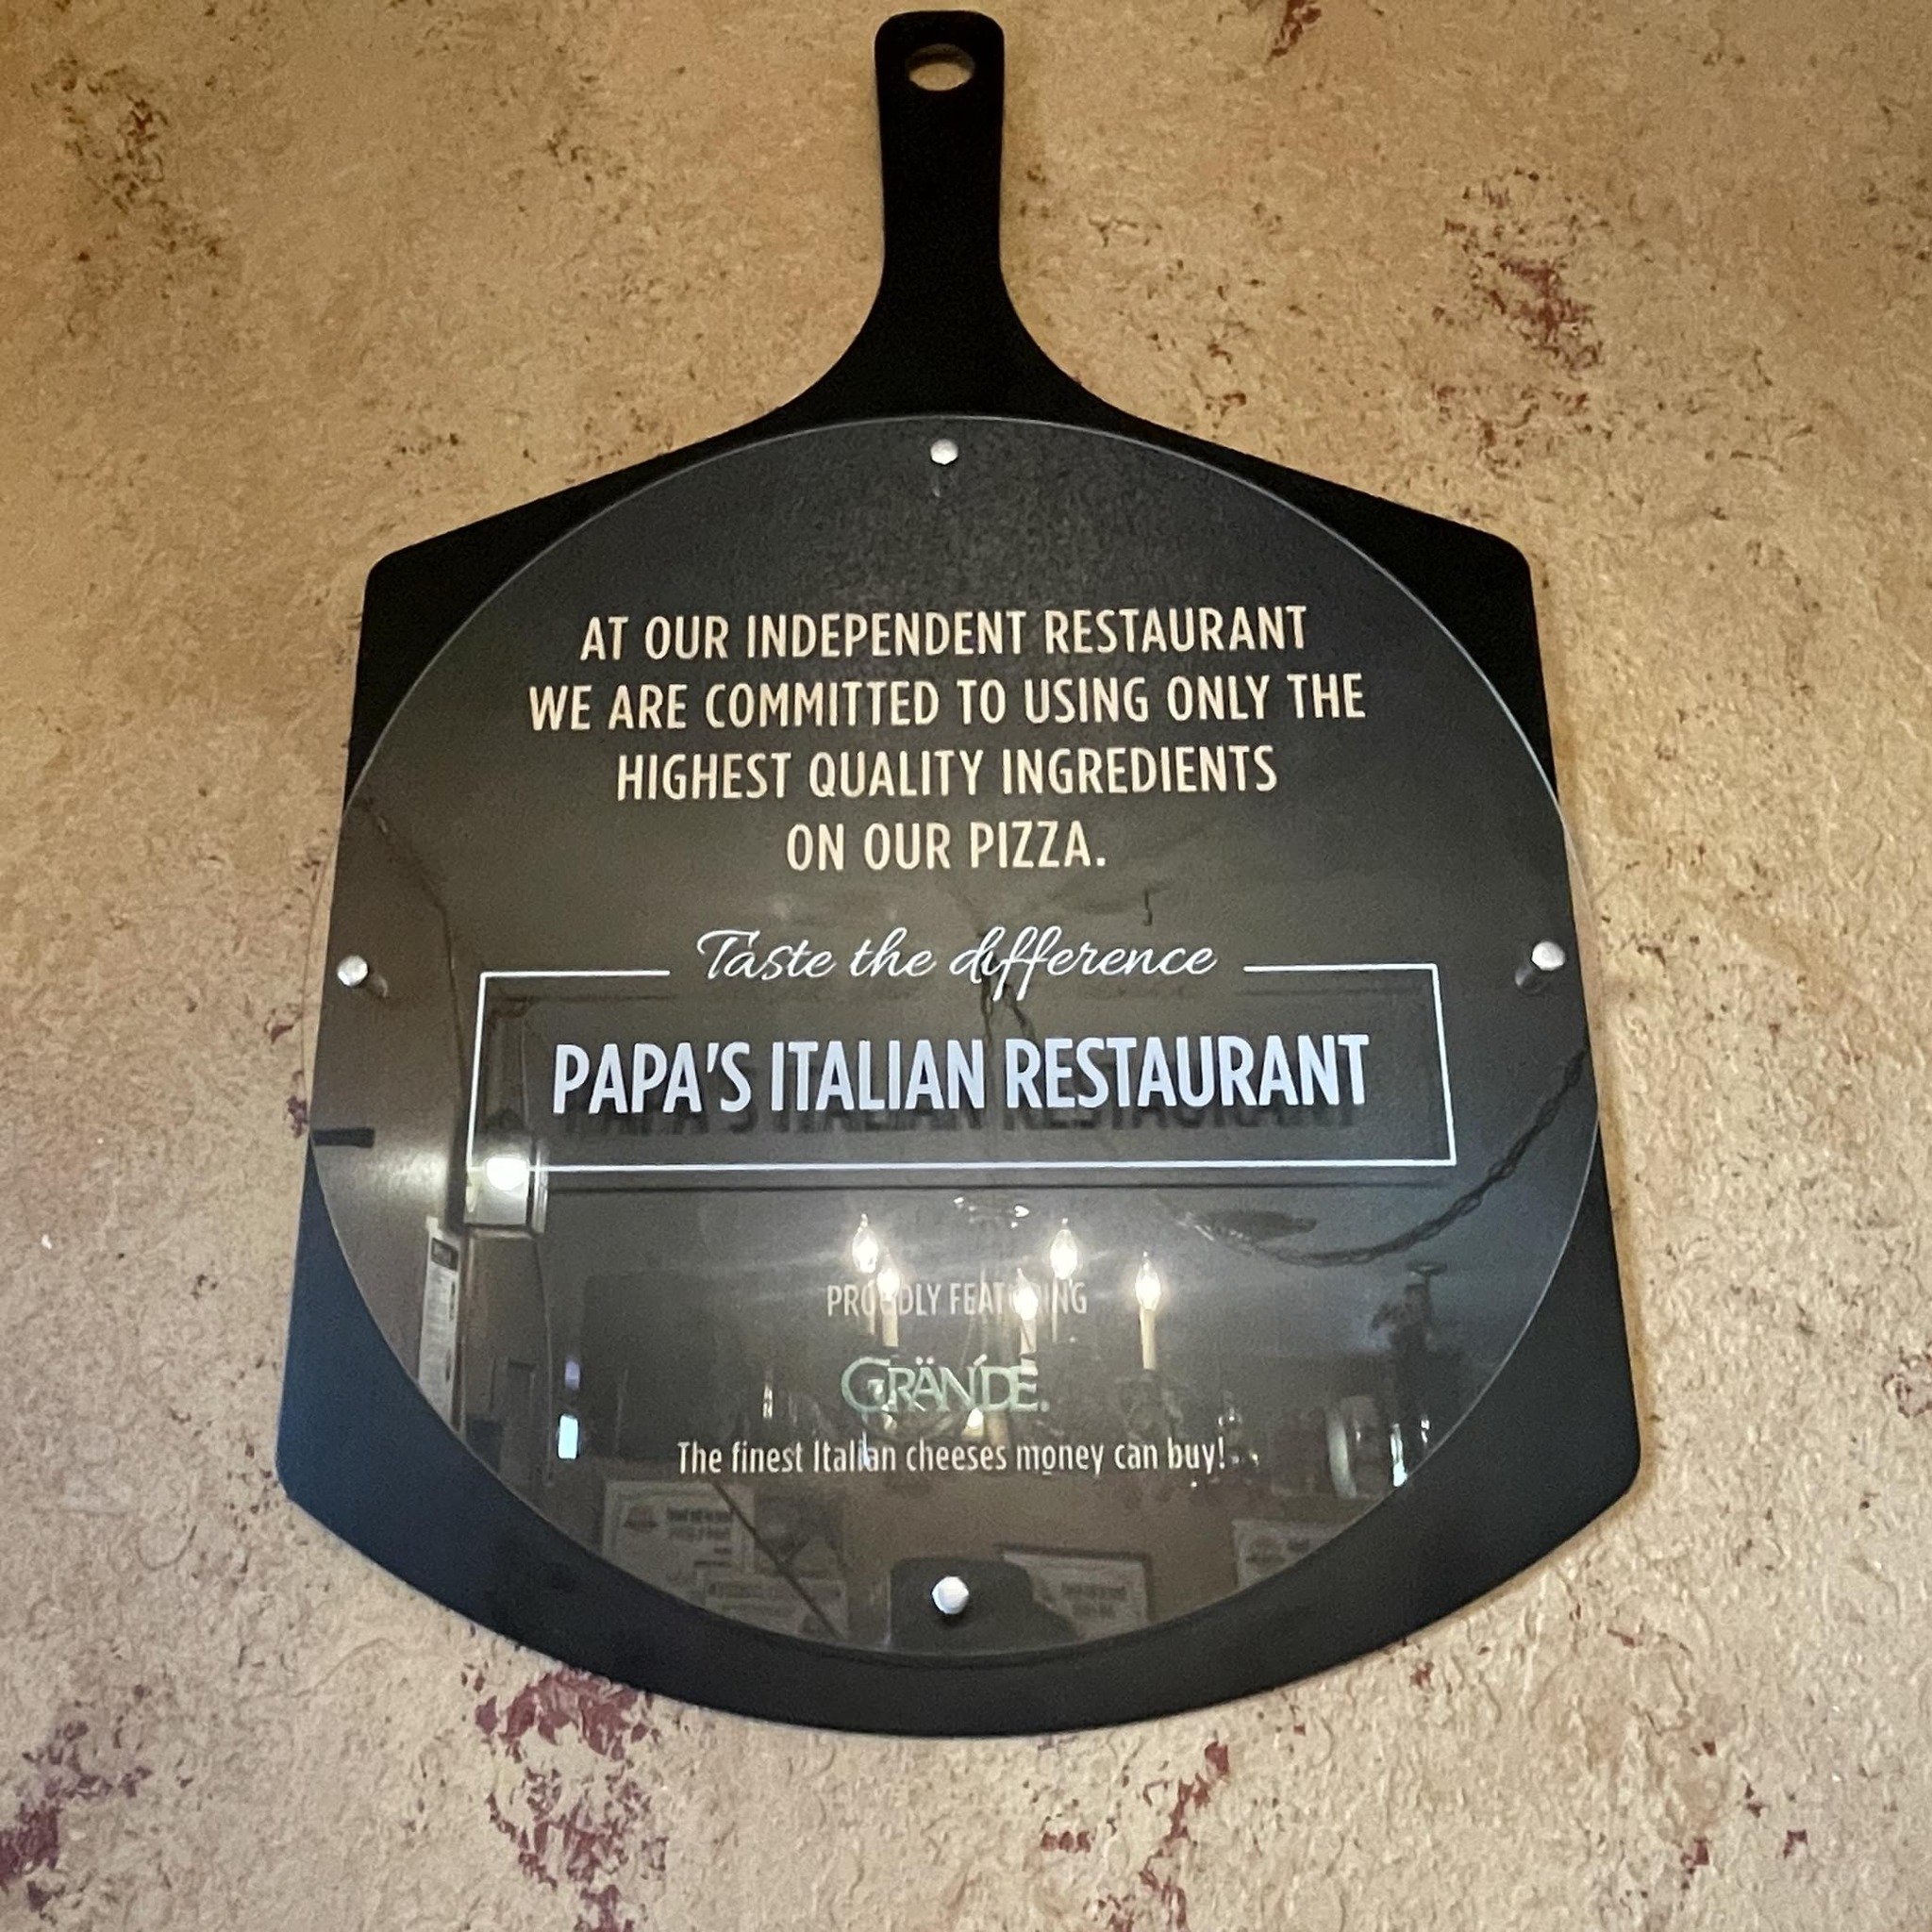 AT OUR INDEPENDENT RESTAURANT
WE ARE COMMITTED TO USING ONLY THE
HIGHEST QUALITY INGREDIENTS
ON OUR PIZZA.
Taste the difference
PAPA'S ITALIAN RESTAURANT
PROUDLY FEATURING
GRANDE.
The finest Italian cheeses money can buy!